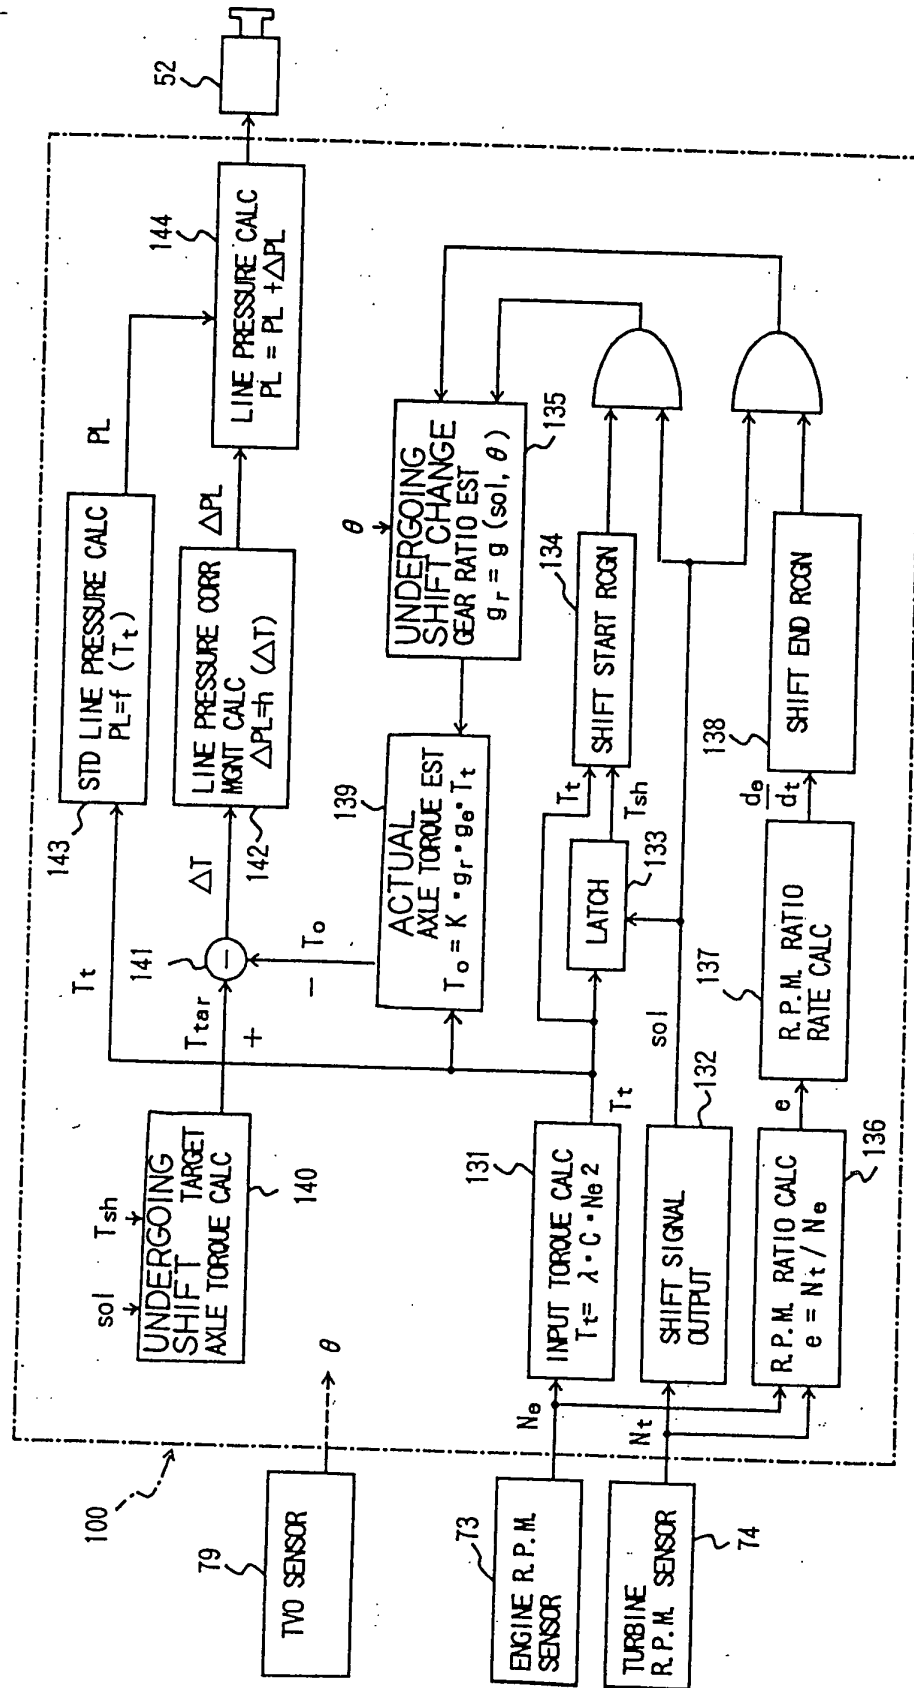 100
79
TVO SENSOR
θ
73
ENGINE R.P.M.
SENSOR
74
TURBINE
R.P.M. SENSOR
Ne
Nt
sol
Tsh
UNDERGOING
SHIFT TARGET
AXLE TORQUE CALC
140
Ttar
+
141
−
ΔT
To
−
Tt
143
STD LINE PRESSURE CALC
PL=f (Tt)
PL
142
LINE PRESSURE CORR
MGNT CALC
ΔPL=h (ΔT)
ΔPL
144
LINE PRESSURE CALC
PL = PL +ΔPL
52
139
ACTUAL
AXLE TORQUE EST
To = K・gr・ge・Tt
θ
UNDERGOING
SHIFT CHANGE
GEAR RATIO EST
gr = g (sol, θ)
135
131
INPUT TORQUE CALC
Tt= λ・C・Ne2
Tt
LATCH
133
Tt
Tsh
134
SHIFT START RCGN
SHIFT SIGNAL
OUTPUT
132
sol
R.P.M. RATIO CALC
e = Nt / Ne
136
e
137
R.P.M. RATIO
RATE CALC
de
dt
138
SHIFT END RCGN